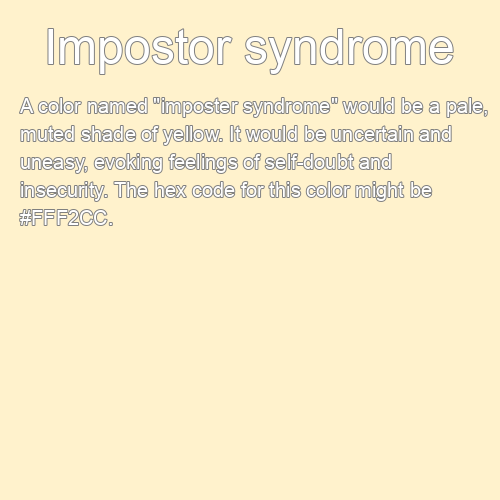 Impostor syndrome
A color named "imposter syndrome" would be a pale,
muted shade of yellow. It would be uncertain and
uneasy, evoking feelings of self-doubt and
insecurity. The hex code for this color might be
#FFF2CC.